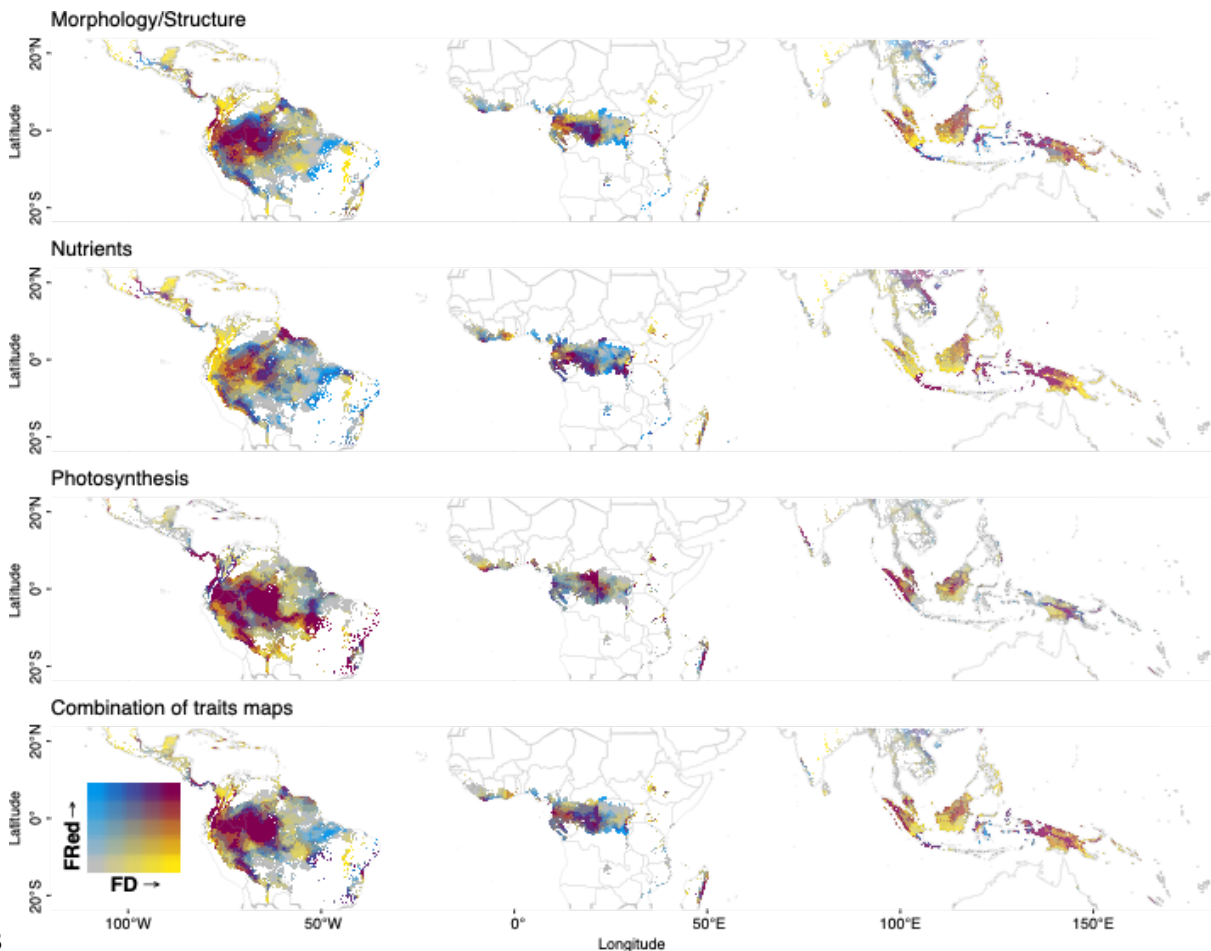 Morphology/Structure
20°N
0°
20°S
Latitude
Nutrients
20°N
0°
20°S
Latitude
Photosynthesis
20°N
0°
20°S
Latitude
Combination of traits maps
20°N
0°
20°S
Latitude
FRed →
FD →
100°W 50°W 0° 50°E 100°E 150°E
Longitude